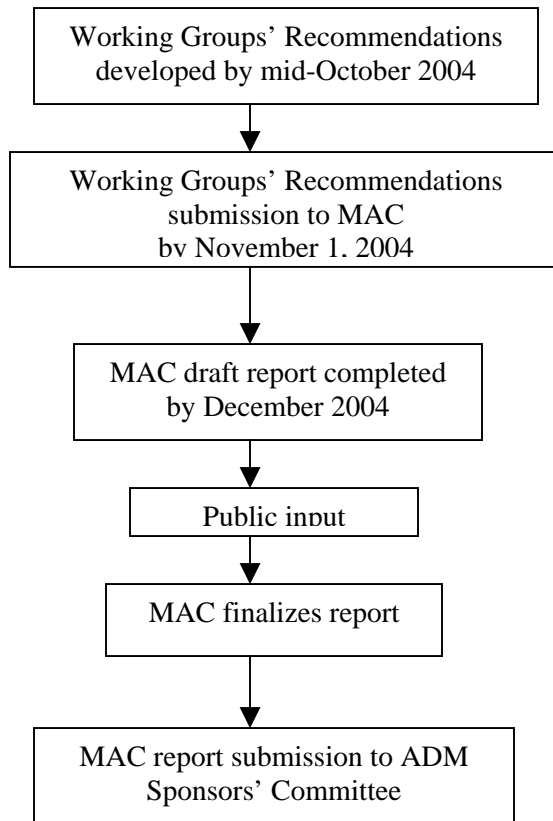 Working Groups’ Recommendations
developed by mid-October 2004
Working Groups’ Recommendations
submission to MAC
by November 1, 2004
MAC draft report completed
by December 2004
Public input
MAC finalizes report
MAC report submission to ADM
Sponsors’ Committee